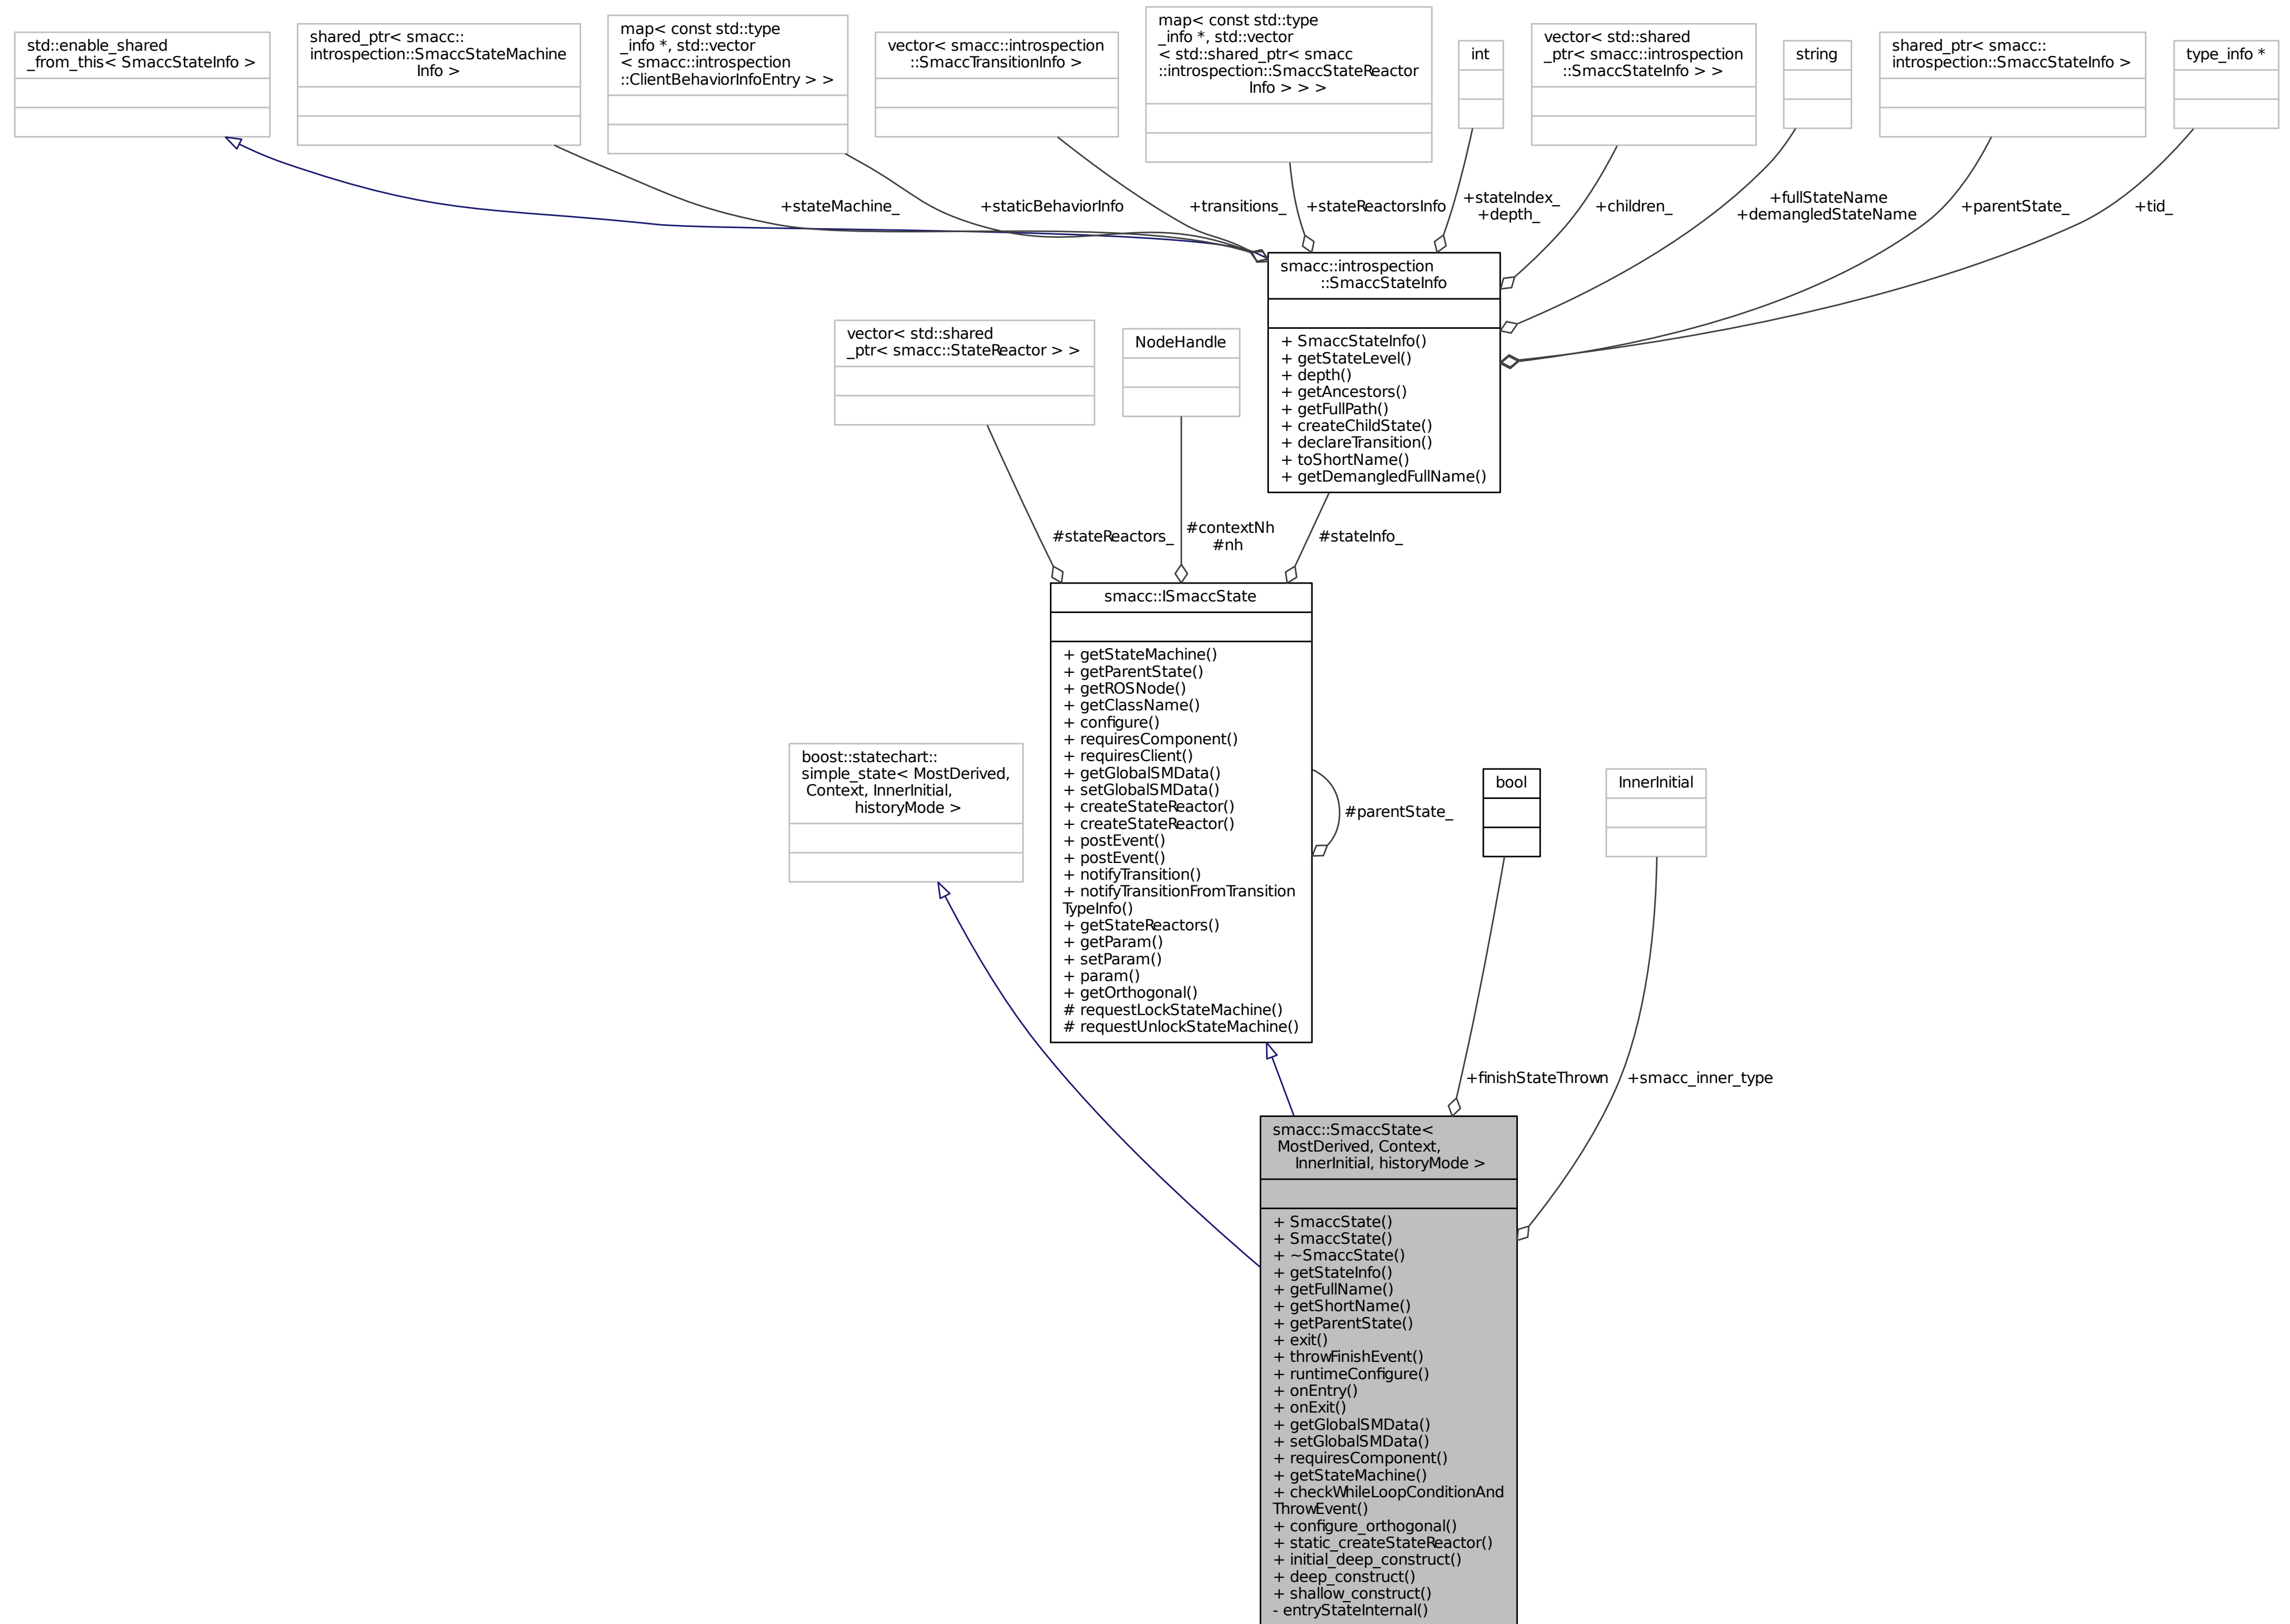 std::enable_shared
_from_this< SmaccStateInfo >
shared_ptr< smacc::
introspection::SmaccStateMachine
Info >
map< const std::type
_info *, std::vector
< smacc::introspection
::ClientBehaviorInfoEntry > >
vector< smacc::introspection
::SmaccTransitionInfo >
map< const std::type
_info *, std::vector
< std::shared_ptr< smacc
::introspection::SmaccStateReactor
Info > > >
int
vector< std::shared
_ptr< smacc::introspection
::SmaccStateInfo > >
string
shared_ptr< smacc::
introspection::SmaccStateInfo >
type_info *
+stateMachine_
+staticBehaviorInfo
+transitions_
+stateReactorsInfo
+stateIndex_
+depth_
+children_
+fullStateName
+demangledStateName
+parentState_
+tid_
smacc::introspection
::SmaccStateInfo
+ SmaccStateInfo()
+ getStateLevel()
+ depth()
+ getAncestors()
+ getFullPath()
+ createChildState()
+ declareTransition()
+ toShortName()
+ getDemangledFullName()
vector< std::shared
_ptr< smacc::StateReactor > >
NodeHandle
#stateReactors_
#contextNh
#nh
#stateInfo_
smacc::ISmaccState
+ getStateMachine()
+ getParentState()
+ getROSNode()
+ getClassName()
+ configure()
+ requiresComponent()
+ requiresClient()
+ getGlobalSMData()
+ setGlobalSMData()
+ createStateReactor()
+ createStateReactor()
+ postEvent()
+ postEvent()
+ notifyTransition()
+ notifyTransitionFromTransition
TypeInfo()
+ getStateReactors()
+ getParam()
+ setParam()
+ param()
+ getOrthogonal()
# requestLockStateMachine()
# requestUnlockStateMachine()
#parentState_
boost::statechart::
simple_state< MostDerived,
Context, InnerInitial,
historyMode >
bool
InnerInitial
+finishStateThrown
+smacc_inner_type
smacc::SmaccState<
MostDerived, Context,
InnerInitial, historyMode >
+ SmaccState()
+ SmaccState()
+ ~SmaccState()
+ getStateInfo()
+ getFullName()
+ getShortName()
+ getParentState()
+ exit()
+ throwFinishEvent()
+ runtimeConfigure()
+ onEntry()
+ onExit()
+ getGlobalSMData()
+ setGlobalSMData()
+ requiresComponent()
+ getStateMachine()
+ checkWhileLoopConditionAnd
ThrowEvent()
+ configure_orthogonal()
+ static_createStateReactor()
+ initial_deep_construct()
+ deep_construct()
+ shallow_construct()
- entryStateInternal()